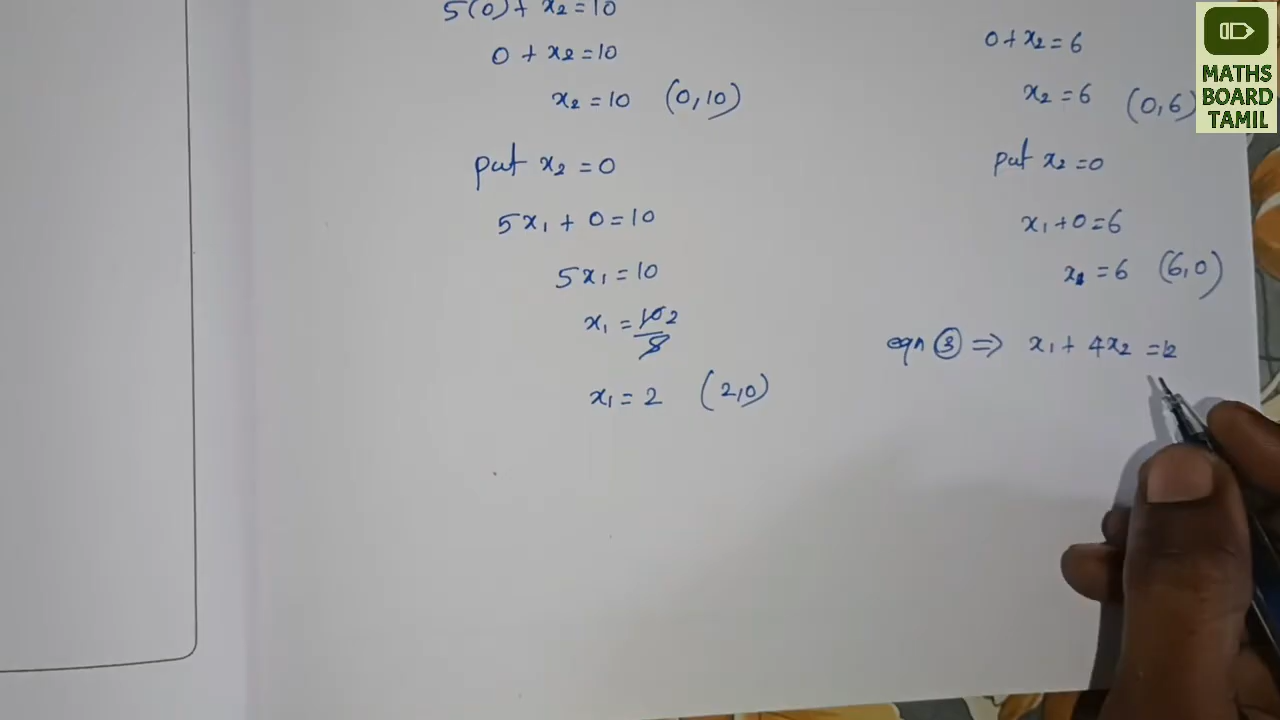 5(0) + x₂ = 10
0 + x₂ = 10
x₂ = 10 (0,10)
put x₂ = 0
5x₁ + 0 = 10
5x₁ = 10
x₁ = 10 2
5
x₁ = 2 (2,0)
0 + x₂ = 6
x₂ = 6 (0,6)
put x₂ = 0
x₁ + 0 = 6
x₁ = 6 (6,0)
eqn ③ ⇒ x₁ + 4x₂ = 12
MATHS
BOARD
TAMIL